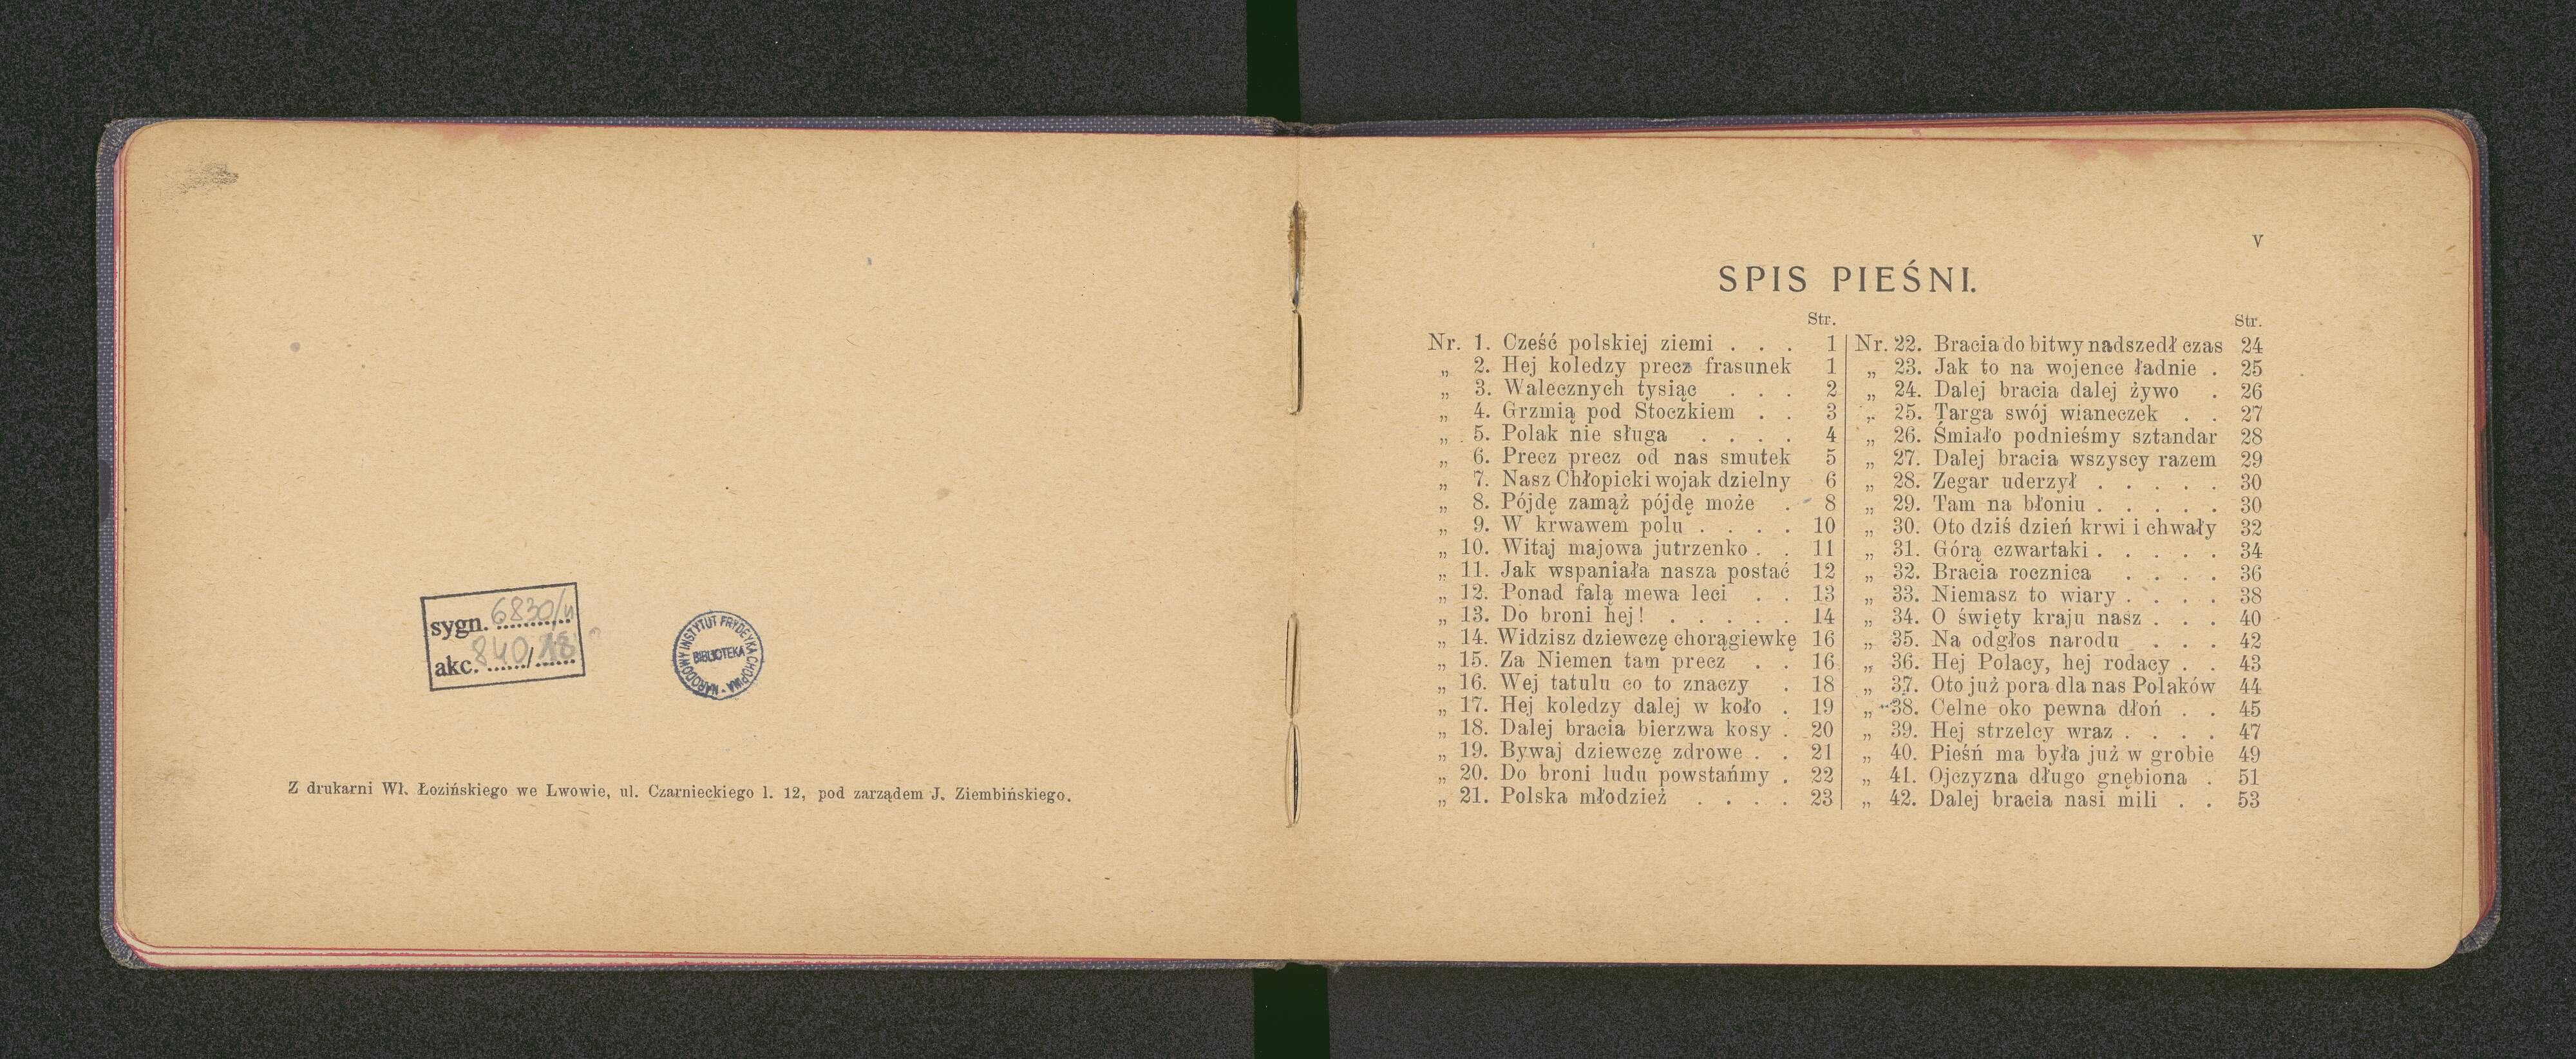 sygn. 6830/n
akc. 840/18
NARODOWY INSTYTUT FRYDERYKA CHOPINA
BIBLIOTEKA
Z drukarni Wł. Łozińskiego we Lwowie, ul. Czarnieckiego l. 12, pod zarządem J. Ziembińskiego.
V
SPIS PIEŚNI.
Str.
Nr. 1. Cześć polskiej ziemi . . . 1
„ 2. Hej koledzy precz frasunek 1
„ 3. Walecznych tysiąc . . . 2
„ 4. Grzmią pod Stoczkiem . . 3
„ 5. Polak nie sługa . . . . 4
„ 6. Precz precz od nas smutek 5
„ 7. Nasz Chłopicki wojak dzielny 6
„ 8. Pójdę zamąż pójdę może . 8
„ 9. W krwawem polu . . . . 10
„ 10. Witaj majowa jutrzenko . . 11
„ 11. Jak wspaniała nasza postać 12
„ 12. Ponad falą mewa leci . . 13
„ 13. Do broni hej! . . . . . 14
„ 14. Widzisz dziewczę chorągiewkę 16
„ 15. Za Niemen tam precz . . 16
„ 16. Wej tatulu co to znaczy . 18
„ 17. Hej koledzy dalej w koło . 19
„ 18. Dalej bracia bierzwa kosy . 20
„ 19. Bywaj dziewczę zdrowe . . 21
„ 20. Do broni ludu powstańmy . 22
„ 21. Polska młodzież . . . . 23
Str.
Nr. 22. Bracia do bitwy nadszedł czas 24
„ 23. Jak to na wojence ładnie . 25
„ 24. Dalej bracia dalej żywo . 26
„ 25. Targa swój wianeczek . . 27
„ 26. Śmiało podnieśmy sztandar 28
„ 27. Dalej bracia wszyscy razem 29
„ 28. Zegar uderzył . . . . . 30
„ 29. Tam na błoniu . . . . . 30
„ 30. Oto dziś dzień krwi i chwały 32
„ 31. Górą czwartaki . . . . . 34
„ 32. Bracia rocznica . . . . 36
„ 33. Niemasz to wiary . . . . 38
„ 34. O święty kraju nasz . . . 40
„ 35. Na odgłos narodu . . . 42
„ 36. Hej Polacy, hej rodacy . . 43
„ 37. Oto już pora dla nas Polaków 44
„ 38. Celne oko pewna dłoń . . 45
„ 39. Hej strzelcy wraz . . . . 47
„ 40. Pieśń ma była już w grobie 49
„ 41. Ojczyzna długo gnębiona . 51
„ 42. Dalej bracia nasi mili . . 53